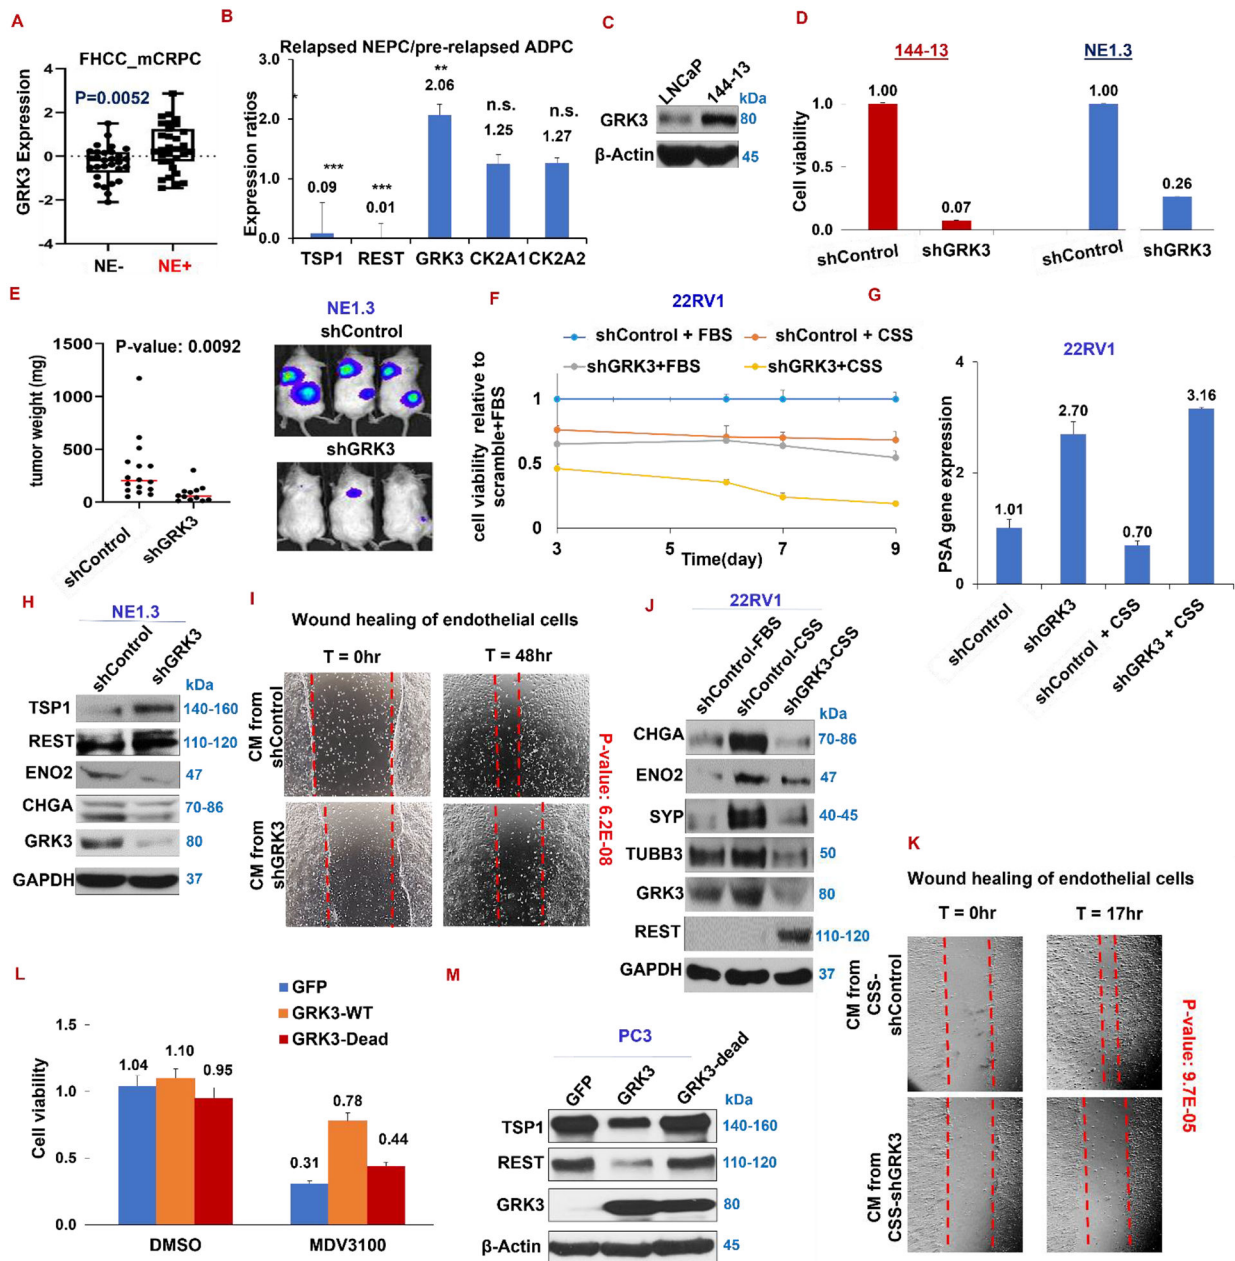 A
FHCC_mCRPC
P=0.0052
GRK3 Expression
4
2
0
-2
-4
NE-
NE+
B
Relapsed NEPC/pre-relapsed ADPC
Expression ratios
3.0
2.0
1.0
0.0
*
***
0.09
***
0.01
**
2.06
n.s.
1.25
n.s.
1.27
TSP1
REST
GRK3
CK2A1
CK2A2
C
LNCaP
144-13
kDa
GRK3
80
β-Actin
45
D
144-13
NE1.3
Cell viability
1.0
0.5
0.0
1.00
0.07
1.00
0.26
shControl
shGRK3
shControl
shGRK3
E
P-value: 0.0092
tumor weight (mg)
1500
1000
500
0
shControl
shGRK3
NE1.3
shControl
shGRK3
F
22RV1
shControl + FBS
shControl + CSS
shGRK3+FBS
shGRK3+CSS
cell viability relative to
scramble+FBS
1
0.5
0
3
5
7
9
Time(day)
G
22RV1
PSA gene expression
4
2
0
1.01
2.70
0.70
3.16
shControl
shGRK3
shControl + CSS
shGRK3 + CSS
H
NE1.3
shControl
shGRK3
kDa
TSP1
140-160
REST
110-120
ENO2
47
CHGA
70-86
GRK3
80
GAPDH
37
I
Wound healing of endothelial cells
T = 0hr
T = 48hr
CM from
shControl
CM from
shGRK3
P-value: 6.2E-08
J
22RV1
shControl-FBS
shControl-CSS
shGRK3-CSS
kDa
CHGA
70-86
ENO2
47
SYP
40-45
TUBB3
50
GRK3
80
REST
110-120
GAPDH
37
K
Wound healing of endothelial cells
T = 0hr
T = 17hr
CM from
CSS-
shControl
CM from
CSS-shGRK3
P-value: 9.7E-05
L
GFP
GRK3-WT
GRK3-Dead
Cell viability
1.5
1.0
0.5
0.0
1.04
1.10
0.95
0.31
0.78
0.44
DMSO
MDV3100
M
PC3
GFP
GRK3
GRK3-dead
kDa
TSP1
140-160
REST
110-120
GRK3
80
β-Actin
45